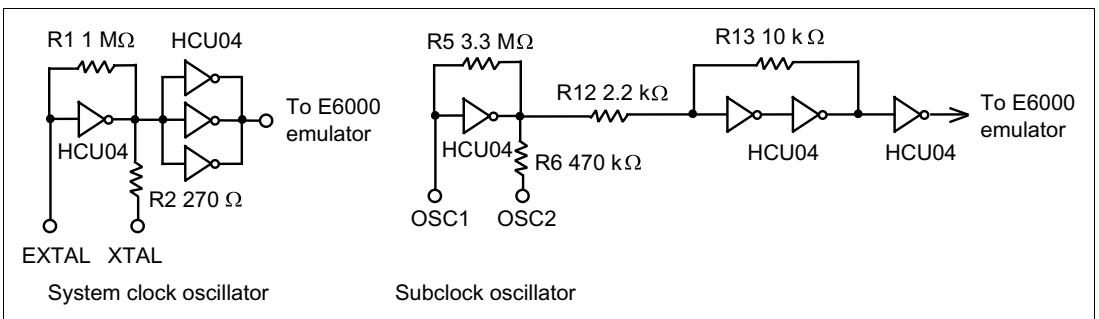 R1 1 MΩ
HCU04
HCU04
R2 270 Ω
To E6000
emulator
EXTAL
XTAL
System clock oscillator
R5 3.3 MΩ
HCU04
R6 470 kΩ
OSC1
OSC2
R12 2.2 kΩ
R13 10 k Ω
HCU04
HCU04
To E6000
emulator
Subclock oscillator